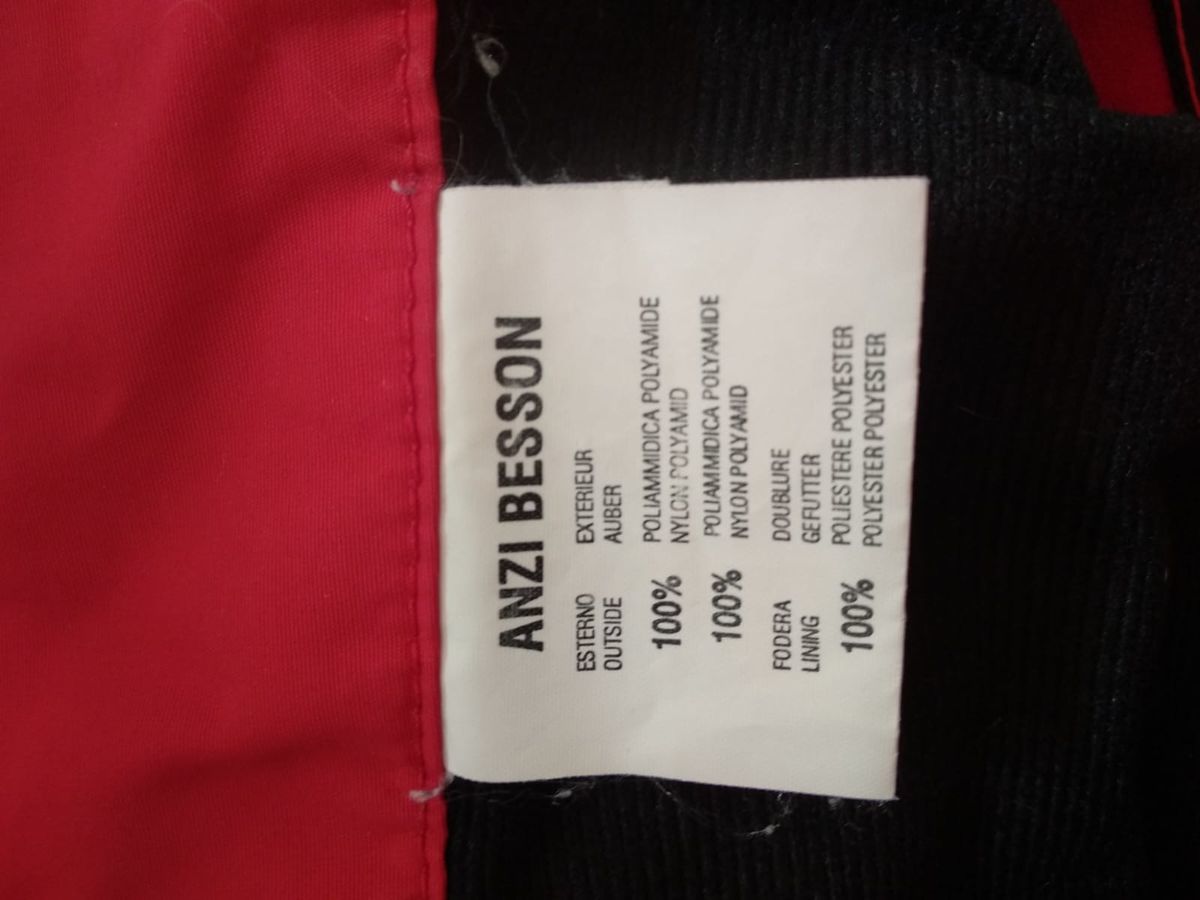 ANZI BESSON
ESTERNO EXTERIEUR
OUTSIDE AUBER
100% POLIAMMIDICA POLYAMIDE
NYLON POLYAMID
100% POLIAMMIDICA POLYAMIDE
NYLON POLYAMID
FODERA DOUBLURE
LINING GEFUTTER
100% POLIESTERE POLYESTER
POLYESTER POLYESTER